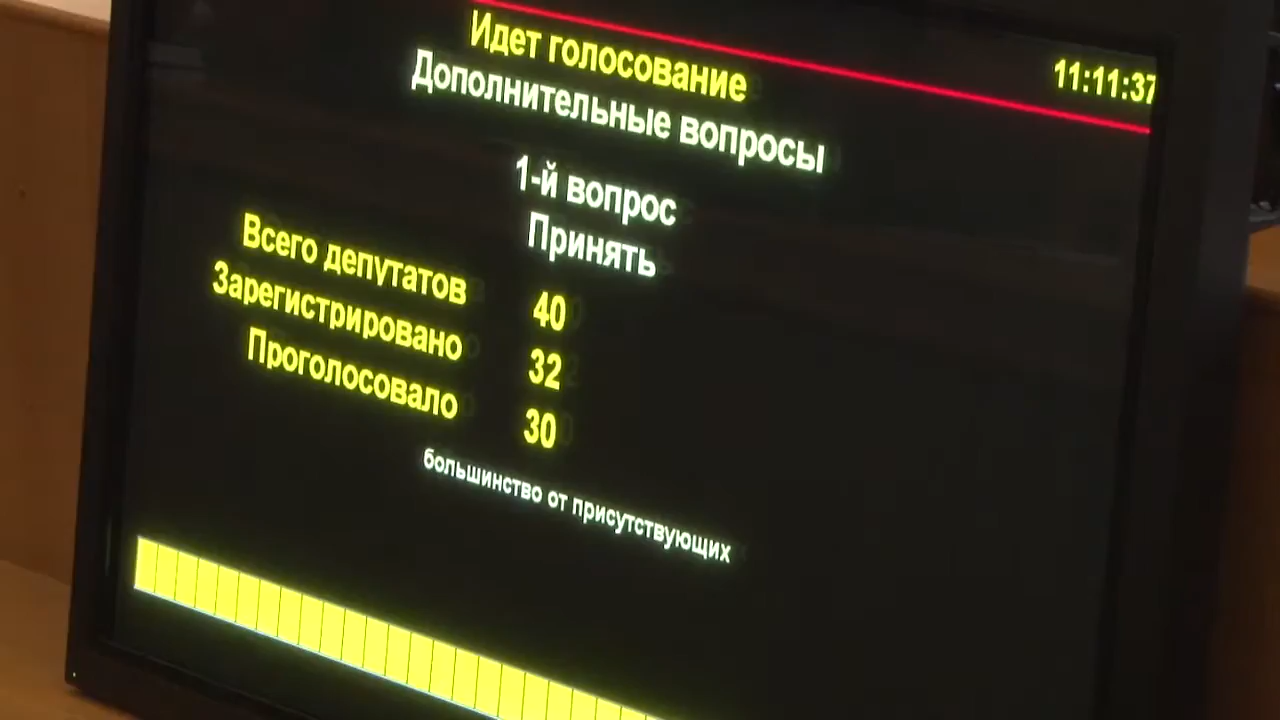 11:11:37
Идет голосование
Дополнительные вопросы
1-й вопрос
Принять
Всего депутатов 40
Зарегистрировано 32
Проголосовало 30
большинство от присутствующих